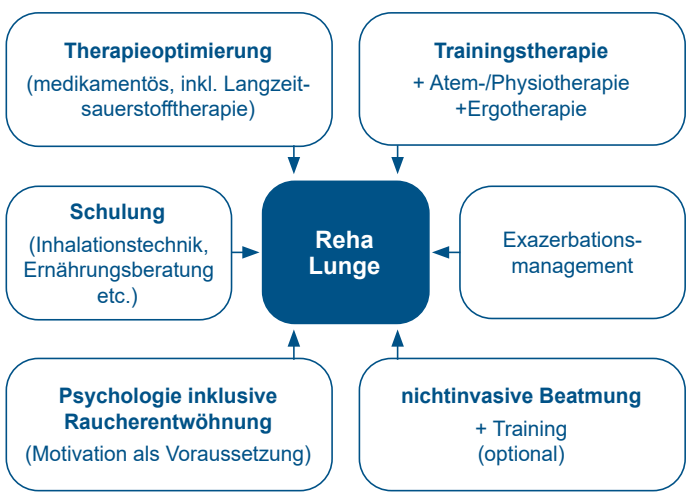 Therapieoptimierung
(medikamentös, inkl. Langzeit-
sauerstofftherapie)
Trainingstherapie
+ Atem-/Physiotherapie
+Ergotherapie
Schulung
(Inhalationstechnik,
Ernährungsberatung
etc.)
Reha
Lunge
Exazerbations-
management
Psychologie inklusive
Raucherentwöhnung
(Motivation als Voraussetzung)
nichtinvasive Beatmung
+ Training
(optional)